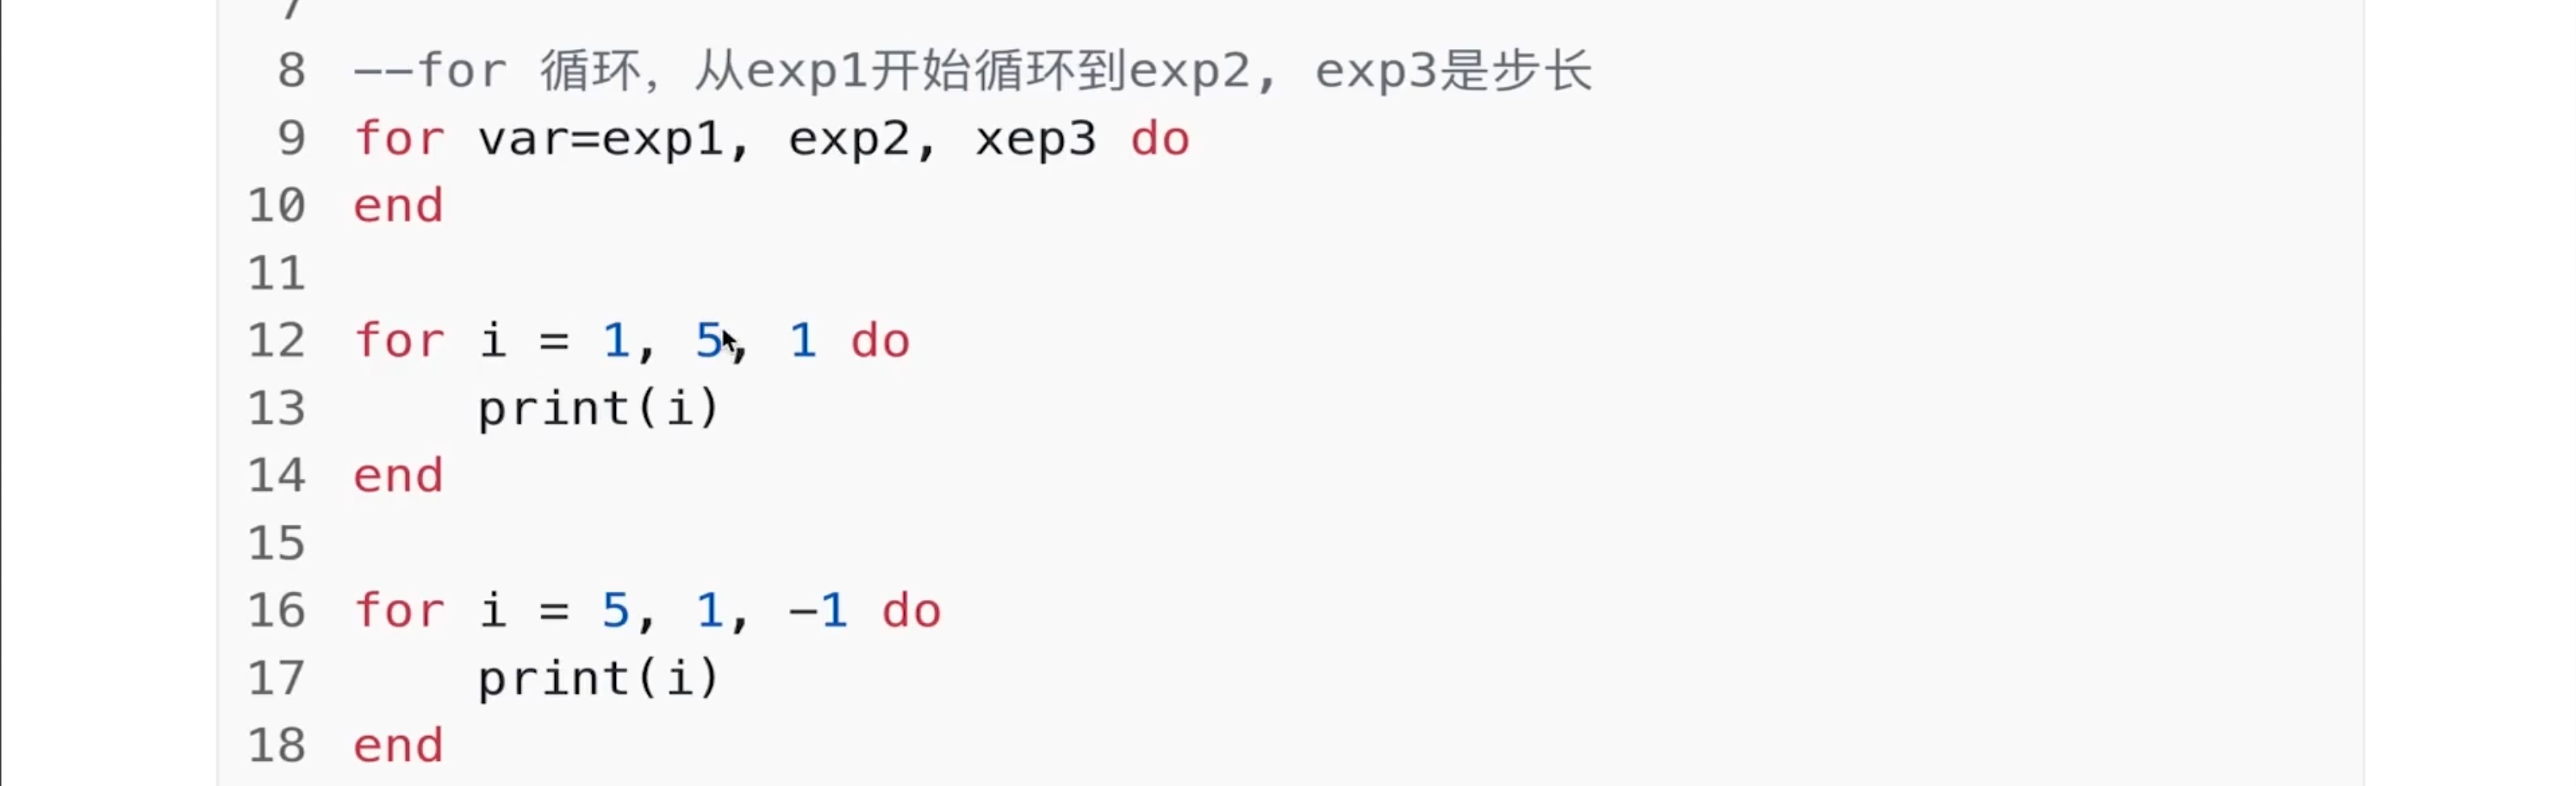 7
8 --for 循环，从exp1开始循环到exp2, exp3是步长
9 for var=exp1, exp2, xep3 do
10 end
11
12 for i = 1, 5, 1 do
13 print(i)
14 end
15
16 for i = 5, 1, -1 do
17 print(i)
18 end